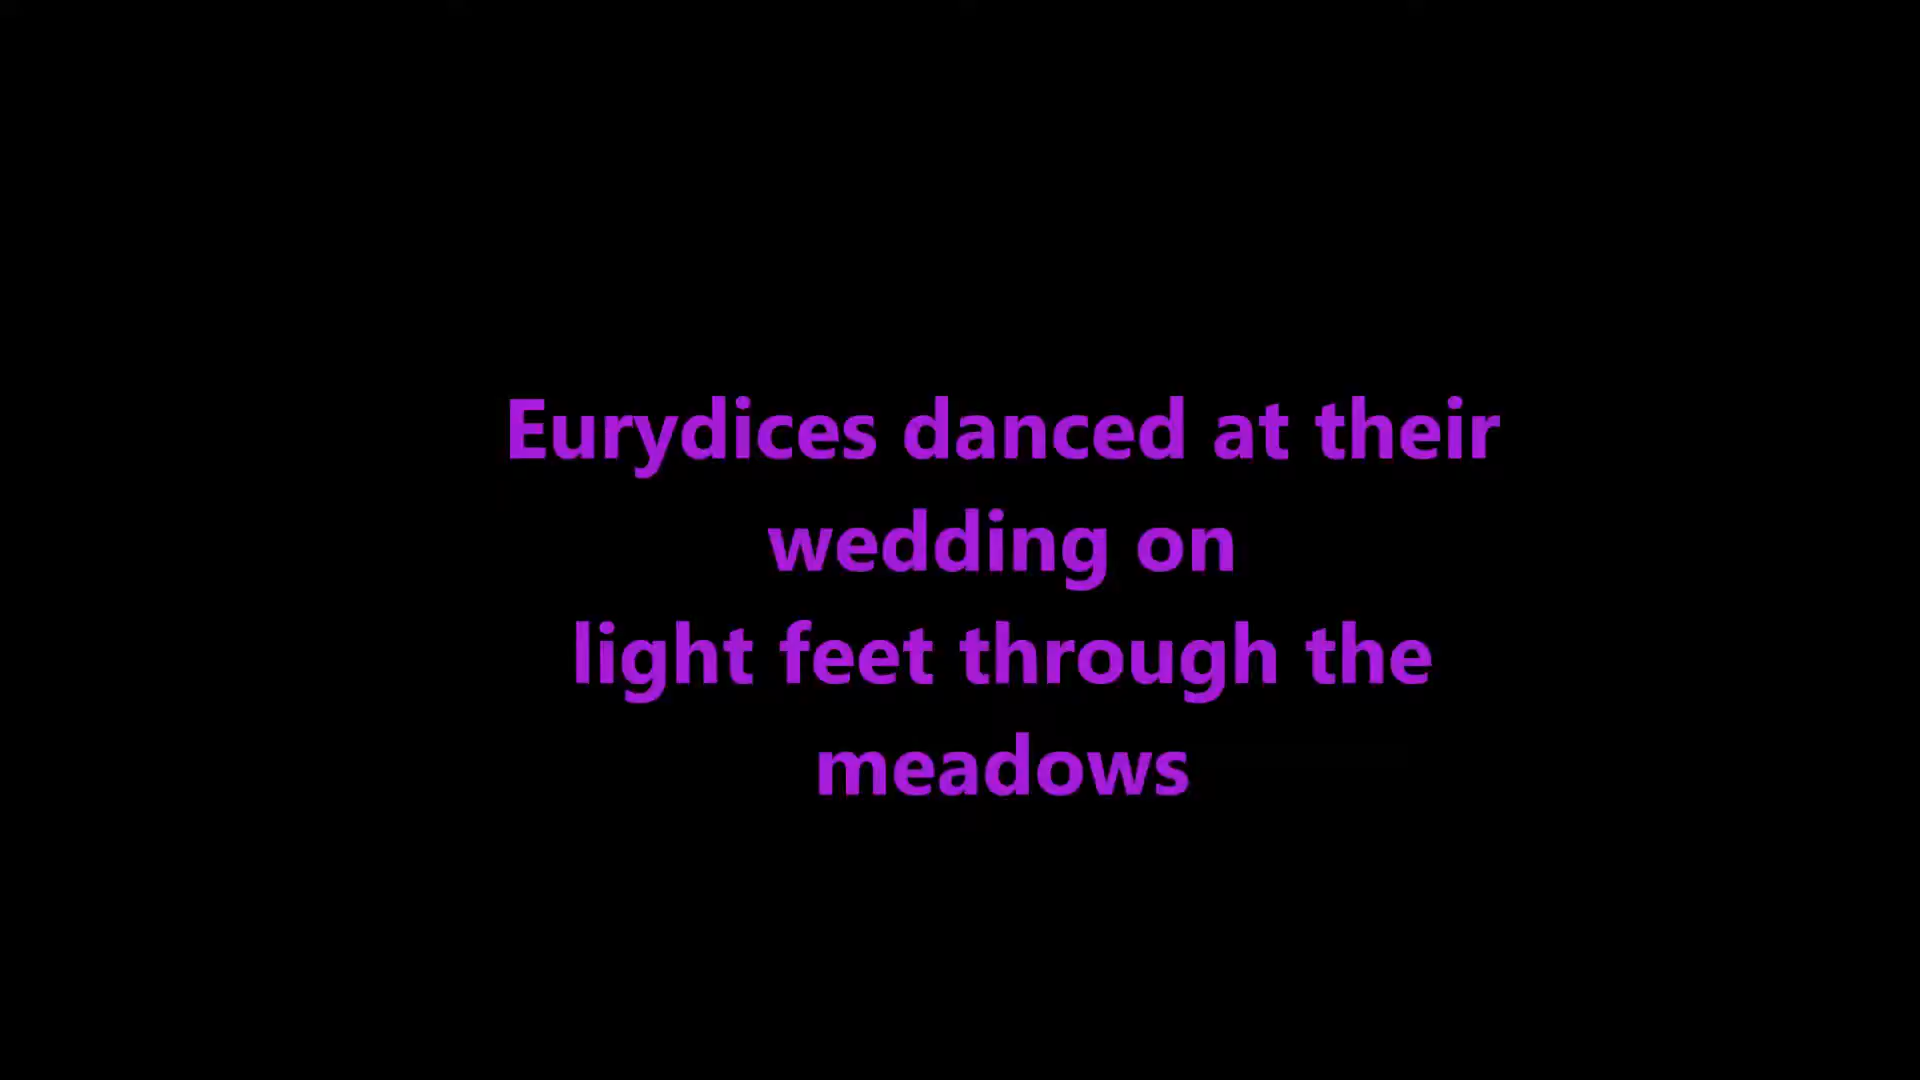 Eurydices danced at their
wedding on
light feet through the
meadows